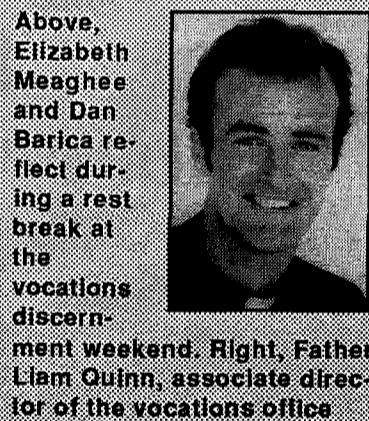 Above,
Elizabeth
Meaghee
and Dan
Barica re-
flect dur-
ing a rest
break at
the
vocations
discern-
ment weekend. Right, Father
Liam Quinn, associate direc-
tor of the vocations office